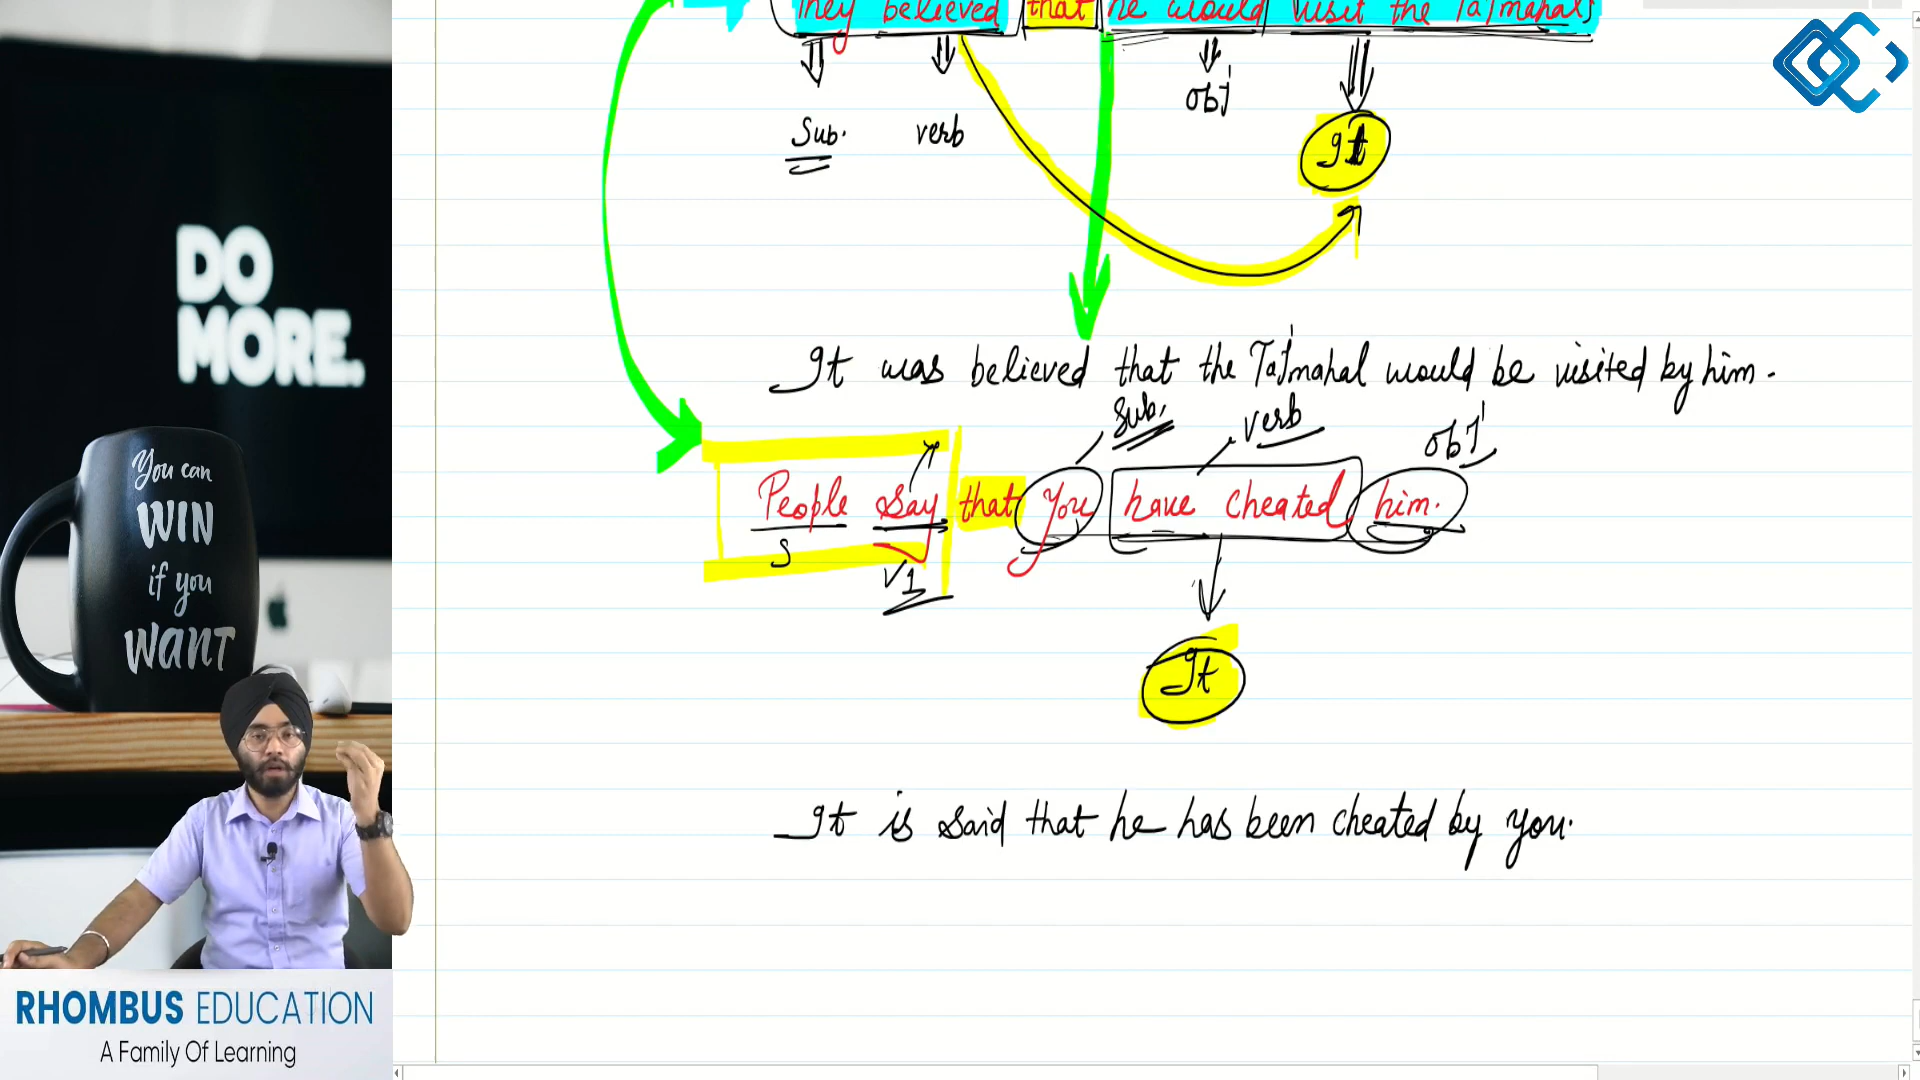 They believed that he would visit the Tajmahal.
obj
Sub. verb
It
It was believed that the Tajmahal would be visited by him.
Sub. verb obj
People say that you have cheated him.
S V1
It
It is said that he has been cheated by you.
DO
MORE.
You can
WIN
if you
WANT
RHOMBUS EDUCATION
A Family Of Learning